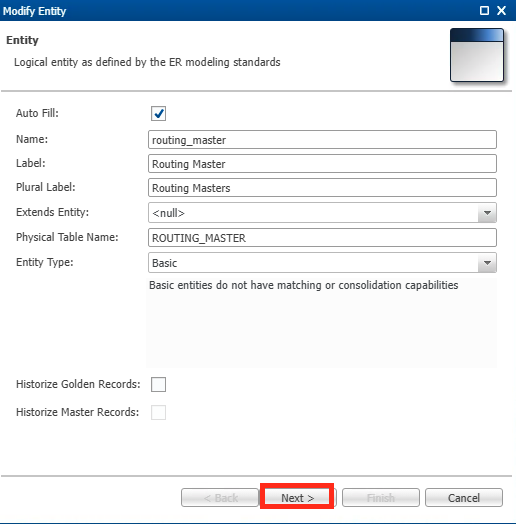 Modify Entity
Entity
Logical entity as defined by the ER modeling standards
Auto Fill:
Name: routing_master
Label: Routing Master
Plural Label: Routing Masters
Extends Entity: <null>
Physical Table Name: ROUTING_MASTER
Entity Type: Basic
Basic entities do not have matching or consolidation capabilities
Historize Golden Records:
Historize Master Records:
< Back Next > Finish Cancel